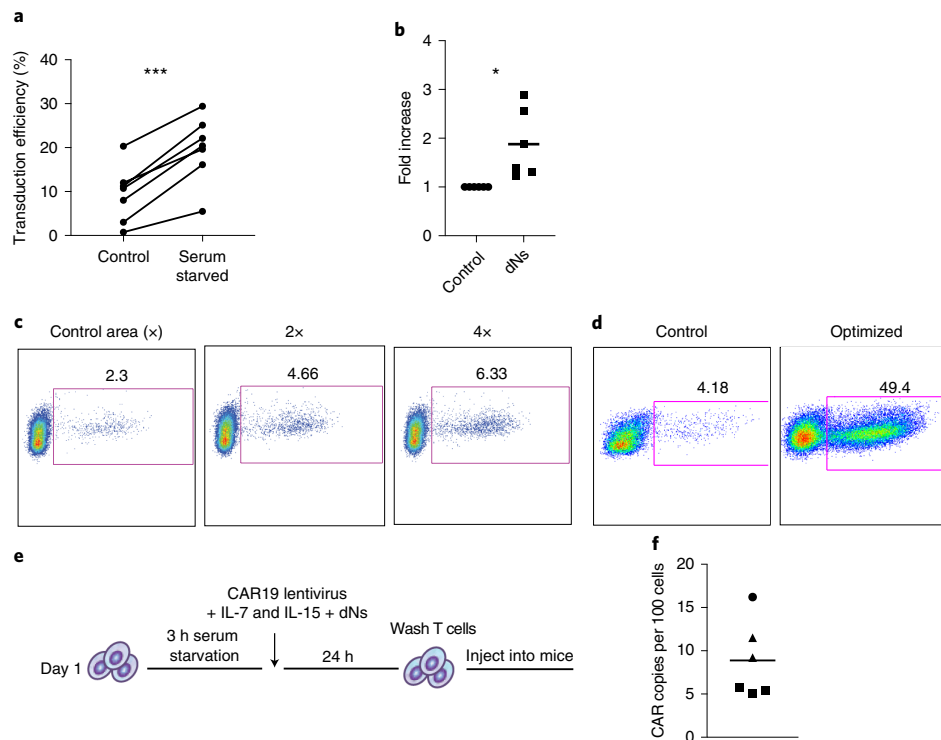 a
Transduction efficiency (%)
40
30
20
10
0
***
Control
Serum
starved
b
Fold increase
4
3
2
1
0
*
Control
dNs
c
Control area (×)
2×
4×
2.3
4.66
6.33
d
Control
Optimized
4.18
49.4
e
CAR19 lentivirus
+ IL-7 and IL-15 + dNs
Day 1
3 h serum
starvation
24 h
Wash T cells
Inject into mice
f
CAR copies per 100 cells
20
15
10
5
0